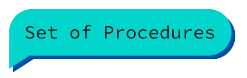 Set of Procedures